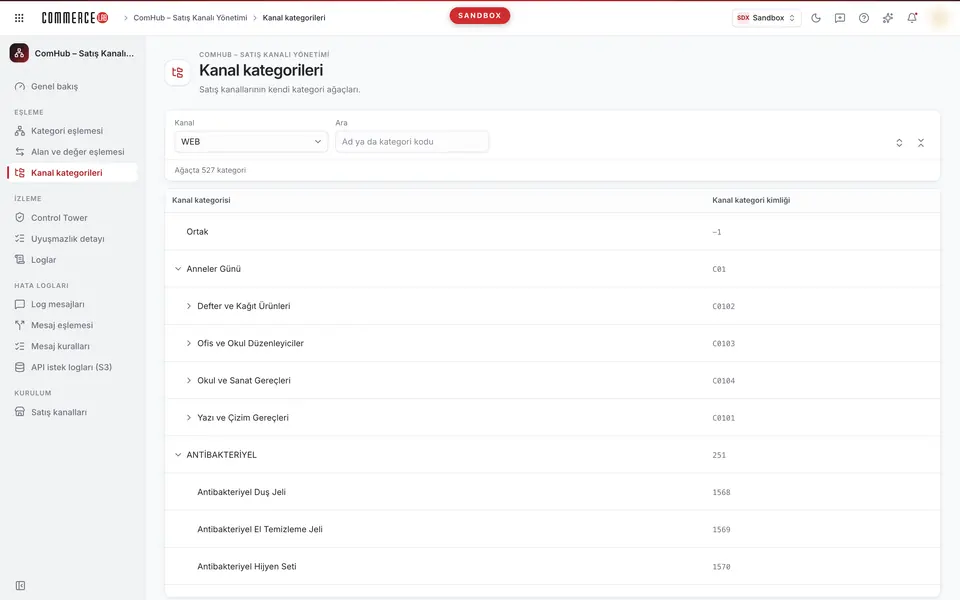 COMMERCE LAB
ComHub – Satış Kanalı Yönetimi
Kanal kategorileri
SANDBOX
SDX Sandbox
ComHub – Satış Kanalı...
Genel bakış
EŞLEME
Kategori eşlemesi
Alan ve değer eşlemesi
Kanal kategorileri
İZLEME
Control Tower
Uyuşmazlık detayı
Loglar
HATA LOGLARI
Log mesajları
Mesaj eşlemesi
Mesaj kuralları
API istek logları (S3)
KURULUM
Satış kanalları
COMHUB – SATIŞ KANALI YÖNETİMİ
Kanal kategorileri
Satış kanallarının kendi kategori ağaçları.
Kanal
Ara
WEB
Ad ya da kategori kodu
Ağaçta 527 kategori
Kanal kategorisi Kanal kategori kimliği
Ortak −1
Anneler Günü C01
Defter ve Kağıt Ürünleri C0102
Ofis ve Okul Düzenleyiciler C0103
Okul ve Sanat Gereçleri C0104
Yazı ve Çizim Gereçleri C0101
ANTİBAKTERİYEL 251
Antibakteriyel Duş Jeli 1568
Antibakteriyel El Temizleme Jeli 1569
Antibakteriyel Hijyen Seti 1570